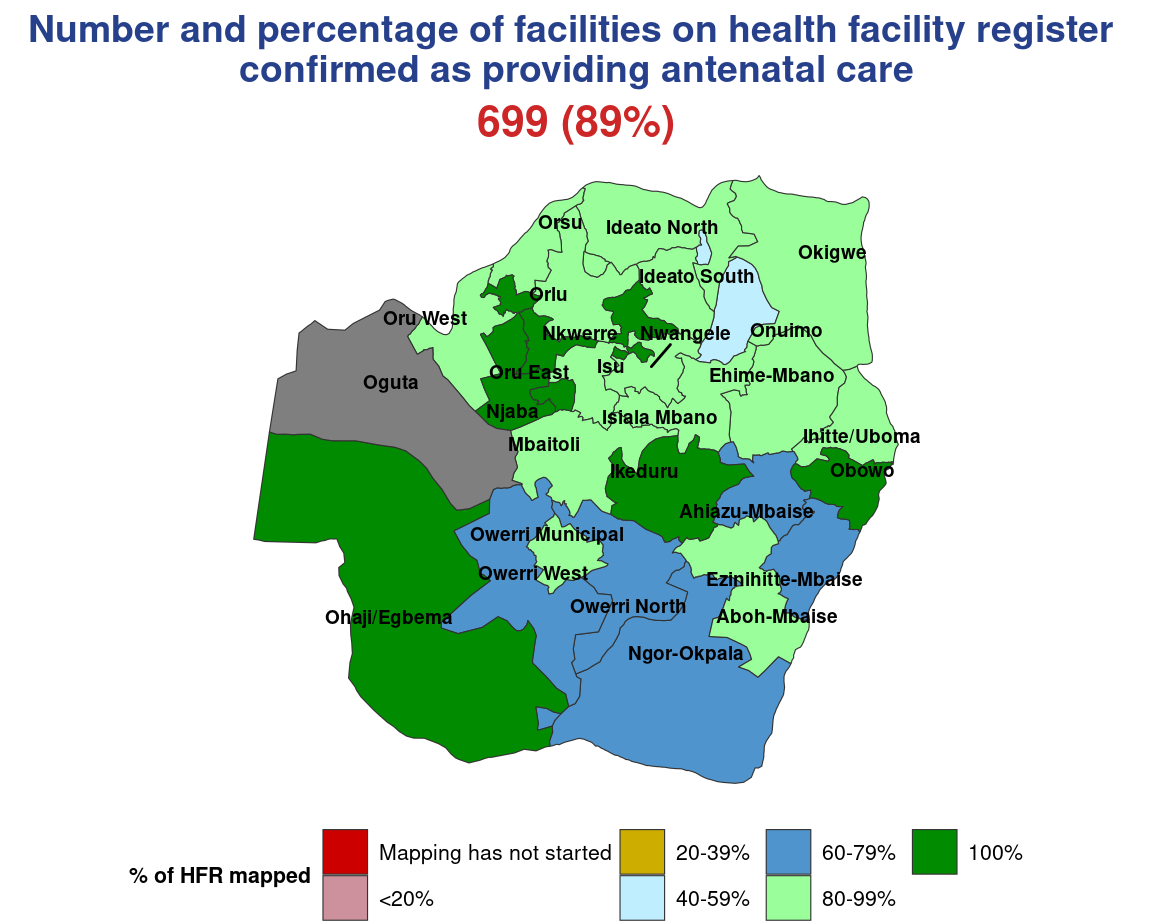 Number and percentage of facilities on health facility register
confirmed as providing antenatal care
699 (89%)
Orsu
Ideato North
Okigwe
Ideato South
Orlu
Oru West
Nkwerre
Nwangele
Onuimo
Isu
Oru East
Ehime-Mbano
Oguta
Njaba
Isiala Mbano
Ihitte/Uboma
Mbaitoli
Ikeduru
Obowo
Ahiazu-Mbaise
Owerri Municipal
Owerri West
Ezinihitte-Mbaise
Owerri North
Ohaji/Egbema
Aboh-Mbaise
Ngor-Okpala
% of HFR mapped
Mapping has not started
<20%
20-39%
40-59%
60-79%
80-99%
100%